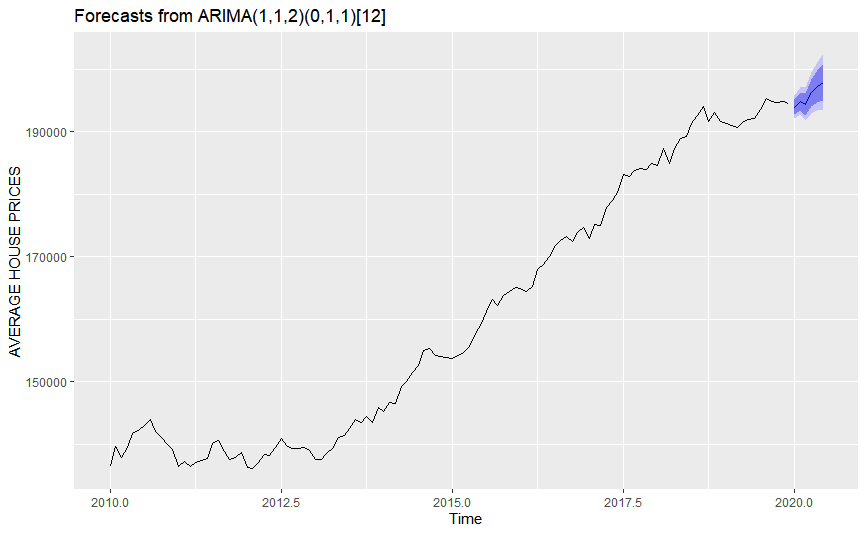 Forecasts from ARIMA(1,1,2)(0,1,1)[12]
AVERAGE HOUSE PRICES
190000
170000
150000
2010.0 2012.5 2015.0 2017.5 2020.0
Time